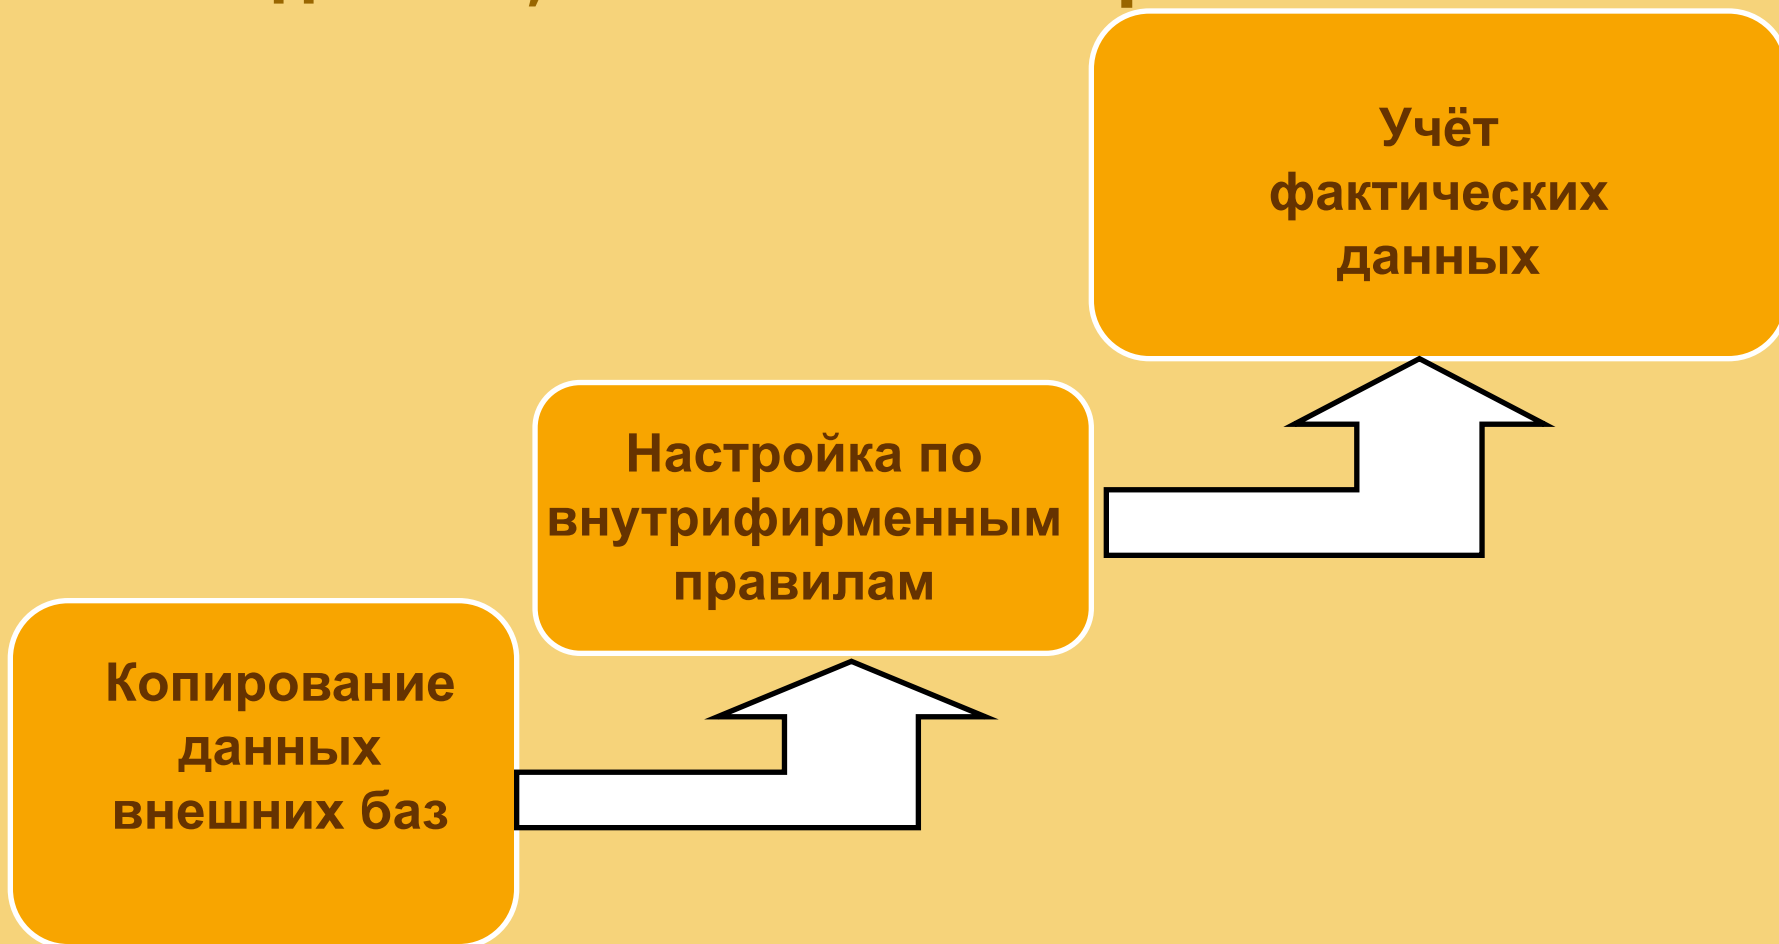 Учёт
фактических
данных
Настройка по
внутрифирменным
правилам
Копирование
данных
внешних баз